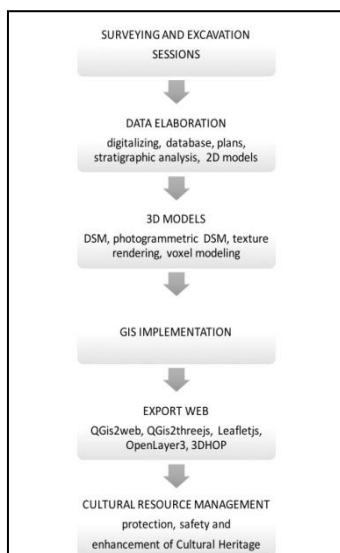 SURVEYING AND EXCAVATION
SESSIONS
DATA ELABORATION
digitalizing, database, plans,
stratigraphic analysis, 2D models
3D MODELS
DSM, photogrammetric DSM, texture
rendering, voxel modeling
GIS IMPLEMENTATION
EXPORT WEB
QGis2web, QGis2threejs, Leafletjs,
OpenLayer3, 3DHOP
CULTURAL RESOURCE MANAGEMENT
protection, safety and
enhancement of Cultural Heritage